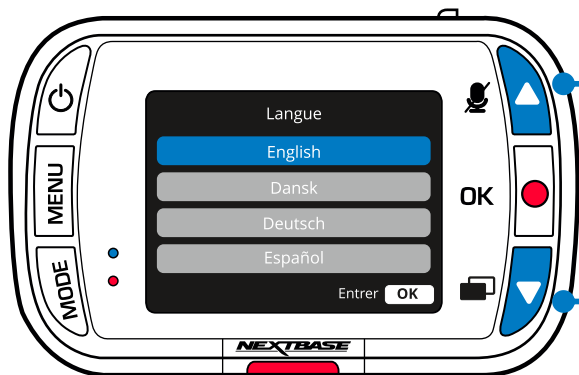 Langue
English
MENU
Dansk
OK
Deutsch
Español
MODE
Entrer OK
NEXTBASE